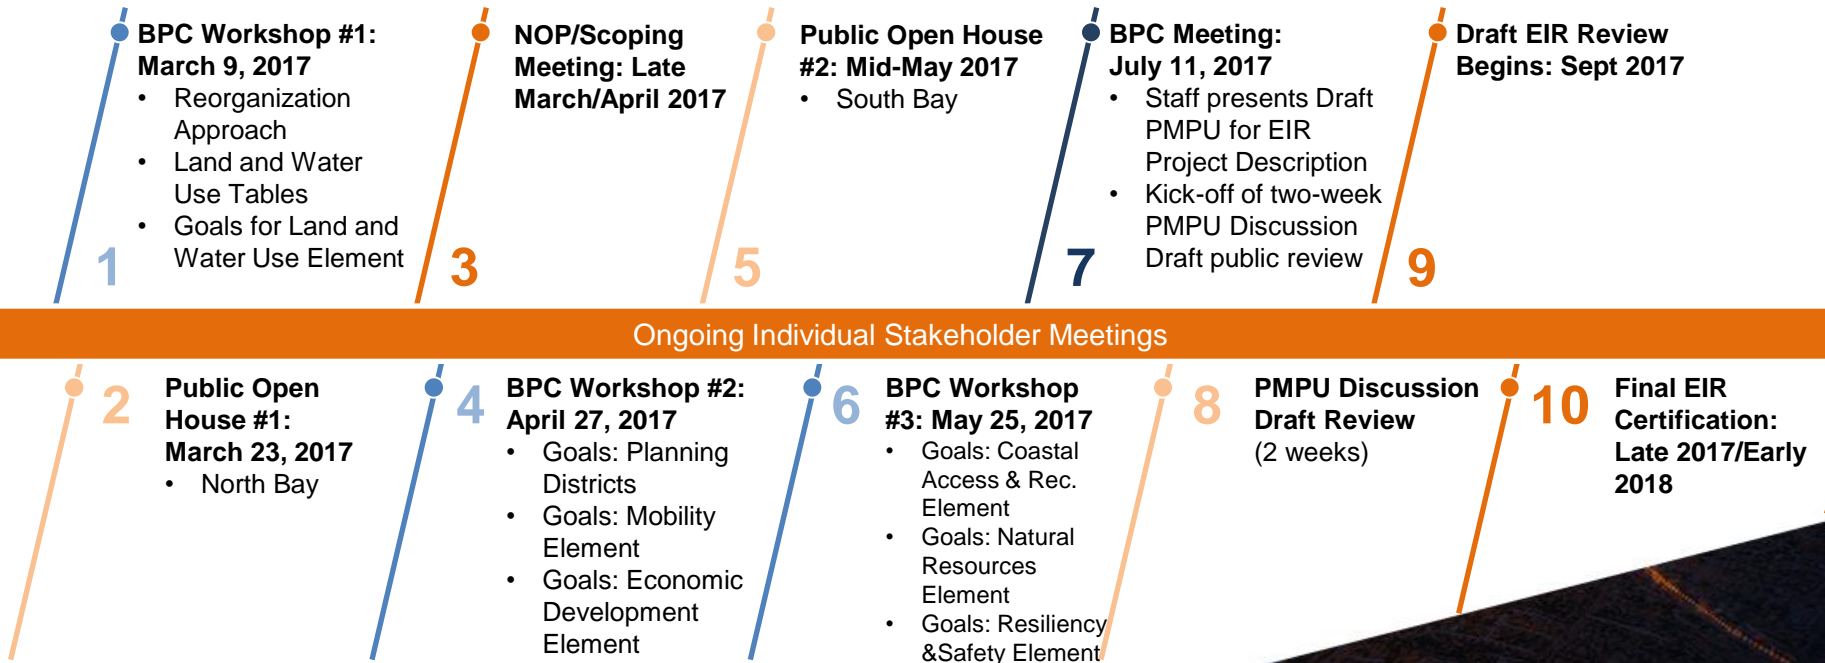 BPC Workshop #1:
March 9, 2017
• Reorganization
Approach
• Land and Water
Use Tables
• Goals for Land and
Water Use Element
1
NOP/Scoping
Meeting: Late
March/April 2017
3
Public Open House
#2: Mid-May 2017
• South Bay
5
BPC Meeting:
July 11, 2017
• Staff presents Draft
PMPU for EIR
Project Description
• Kick-off of two-week
PMPU Discussion
Draft public review
7
Draft EIR Review
Begins: Sept 2017
9
Ongoing Individual Stakeholder Meetings
2
Public Open
House #1:
March 23, 2017
• North Bay
4
BPC Workshop #2:
April 27, 2017
• Goals: Planning
Districts
• Goals: Mobility
Element
• Goals: Economic
Development
Element
6
BPC Workshop
#3: May 25, 2017
• Goals: Coastal
Access & Rec.
Element
• Goals: Natural
Resources
Element
• Goals: Resiliency
&Safety Element
8
PMPU Discussion
Draft Review
(2 weeks)
10
Final EIR
Certification:
Late 2017/Early
2018